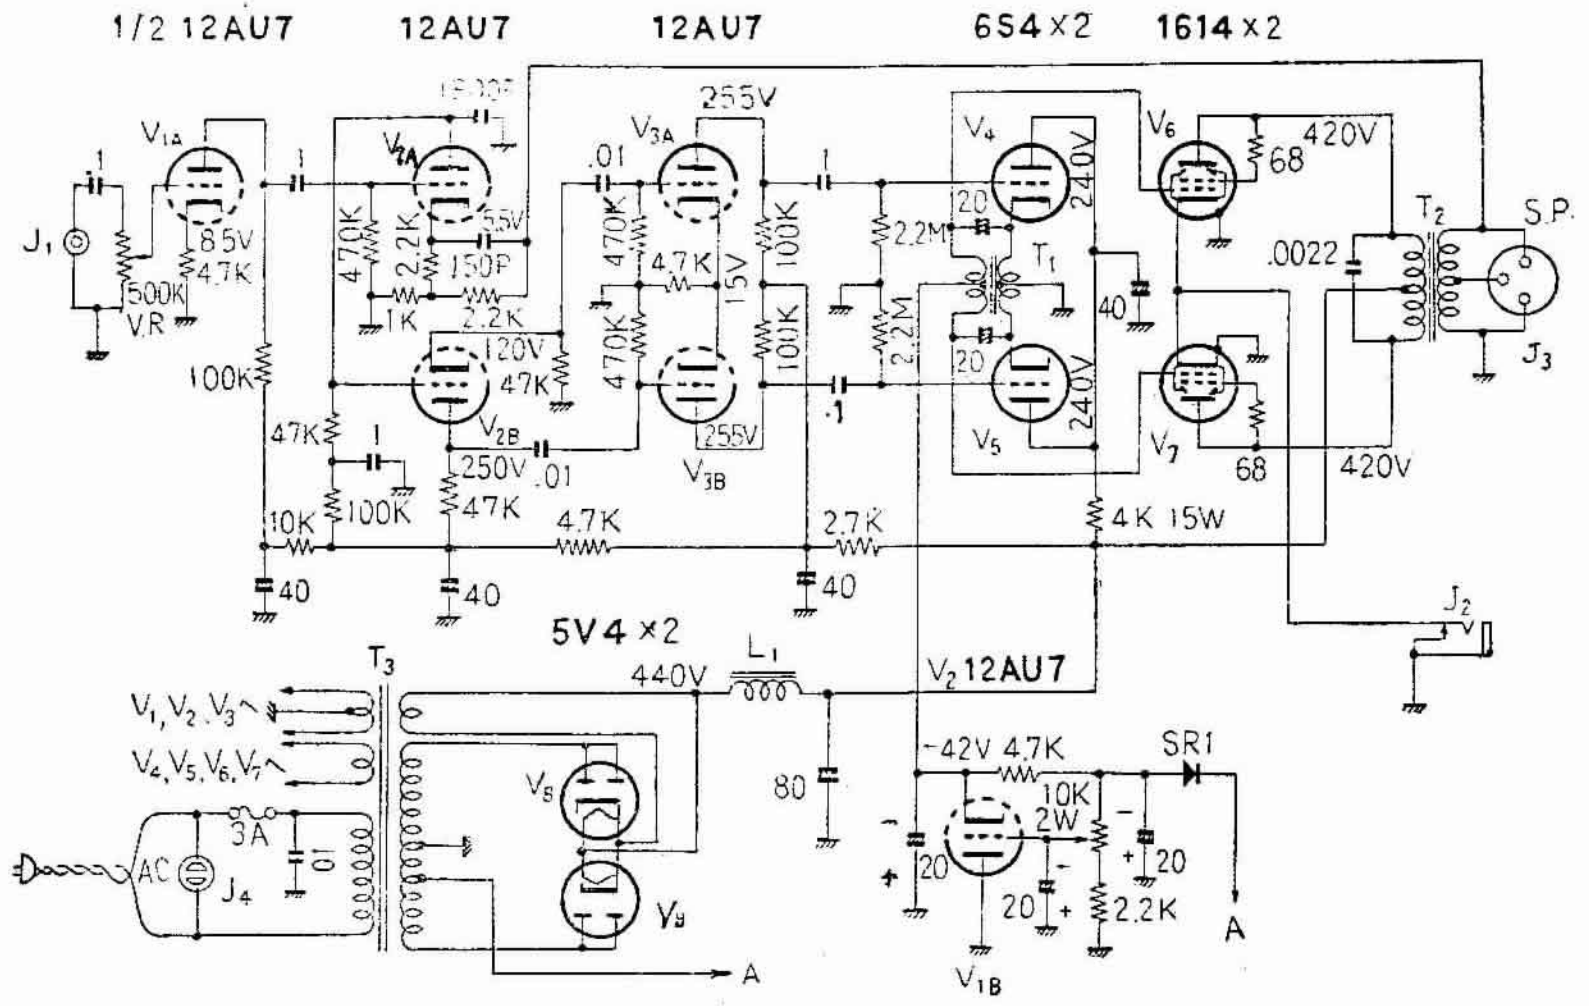 1/2 12AU7
12AU7
12AU7
6S4×2
1614×2
255V
V1A
V3A
V4
V6
420V
68
.1
1
.01
1
240V
55V
20
J1
85V
4.7K
470K
2.2K
150P
470K
4.7K
15V
100K
2.2M
T1
.0022
T2
S.P.
500K
V.R
1K
2.2K
120V
47K
470K
100K
2.2M
20
40
240V
J3
100K
47K
1
V2B
250V
.01
255V
V3B
.1
V5
V7
68
420V
10K
100K
47K
4.7K
2.7K
4K 15W
40
40
40
5V4×2
T3
440V
L1
V2 12AU7
J2
V1, V2, V3
V4, V5, V6, V7
V8
80
-42V 4.7K
SR1
10K
2W
3A
.01
AC
J4
20
20
20
2.2K
V9
A
V1B
A